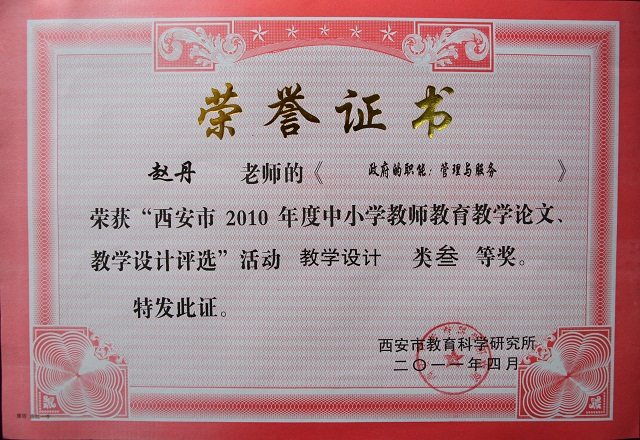 荣誉证书
赵丹 老师的《 政府的职能：管理与服务 》
荣获“西安市 2010 年度中小学教师教育教学论文、
教学设计评选”活动 教学设计 类叁 等奖。
特发此证。
西安市教育科学研究所
二〇一一年四月